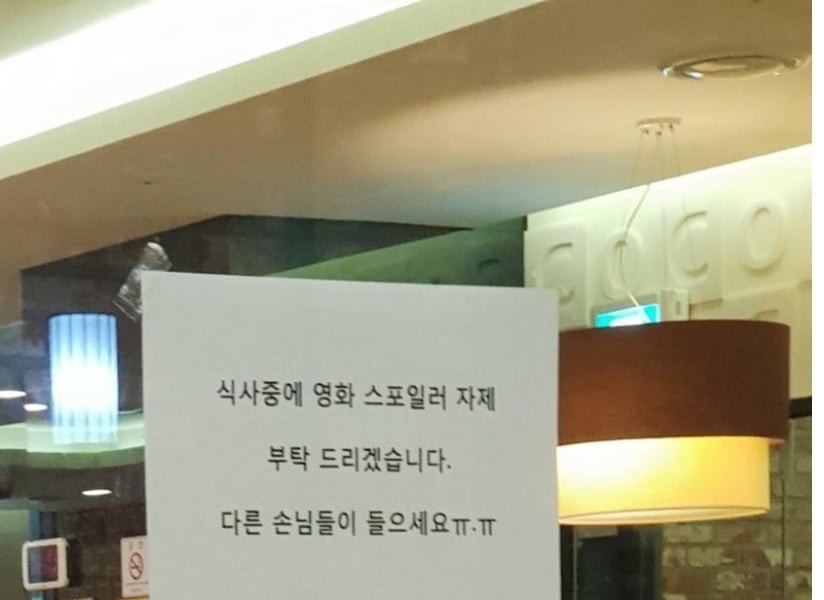 COCO
식사중에 영화 스포일러 자제
부탁 드리겠습니다.
다른 손님들이 들으세요ㅠ.ㅠ